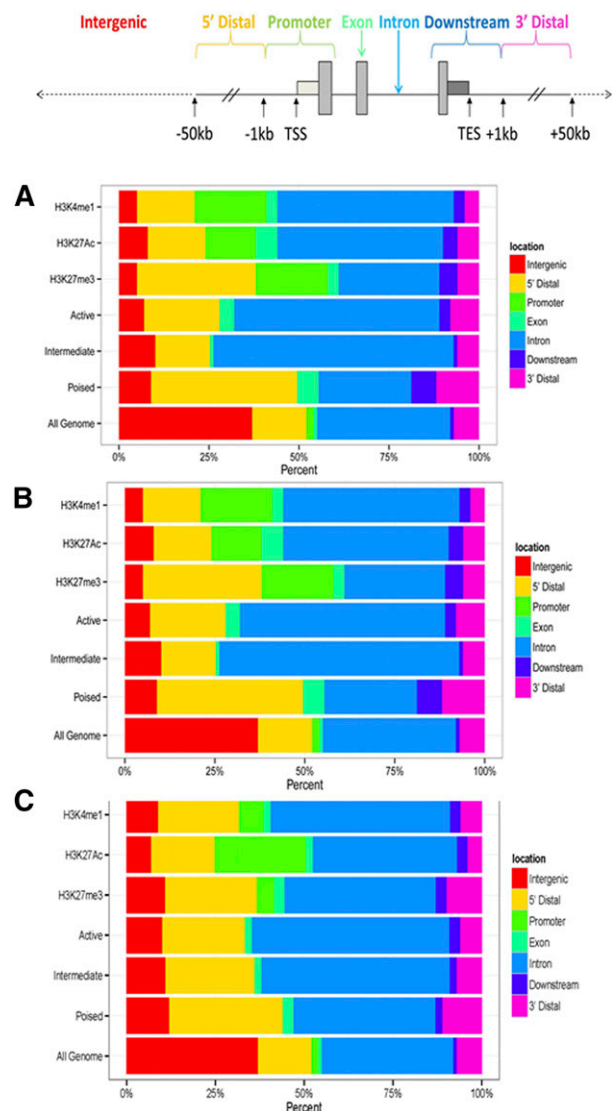 Intergenic 5' Distal Promoter Exon Intron Downstream 3' Distal
-50kb -1kb TSS TES +1kb +50kb
A
H3K4me1
H3K27Ac
H3K27me3
Active
Intermediate
Poised
All Genome
0% 25% 50% 75% 100%
Percent
location
Intergenic
5' Distal
Promoter
Exon
Intron
Downstream
3' Distal
B
H3K4me1
H3K27Ac
H3K27me3
Active
Intermediate
Poised
All Genome
0% 25% 50% 75% 100%
Percent
location
Intergenic
5' Distal
Promoter
Exon
Intron
Downstream
3' Distal
C
H3K4me1
H3K27Ac
H3K27me3
Active
Intermediate
Poised
All Genome
0% 25% 50% 75% 100%
Percent
location
Intergenic
5' Distal
Promoter
Exon
Intron
Downstream
3' Distal